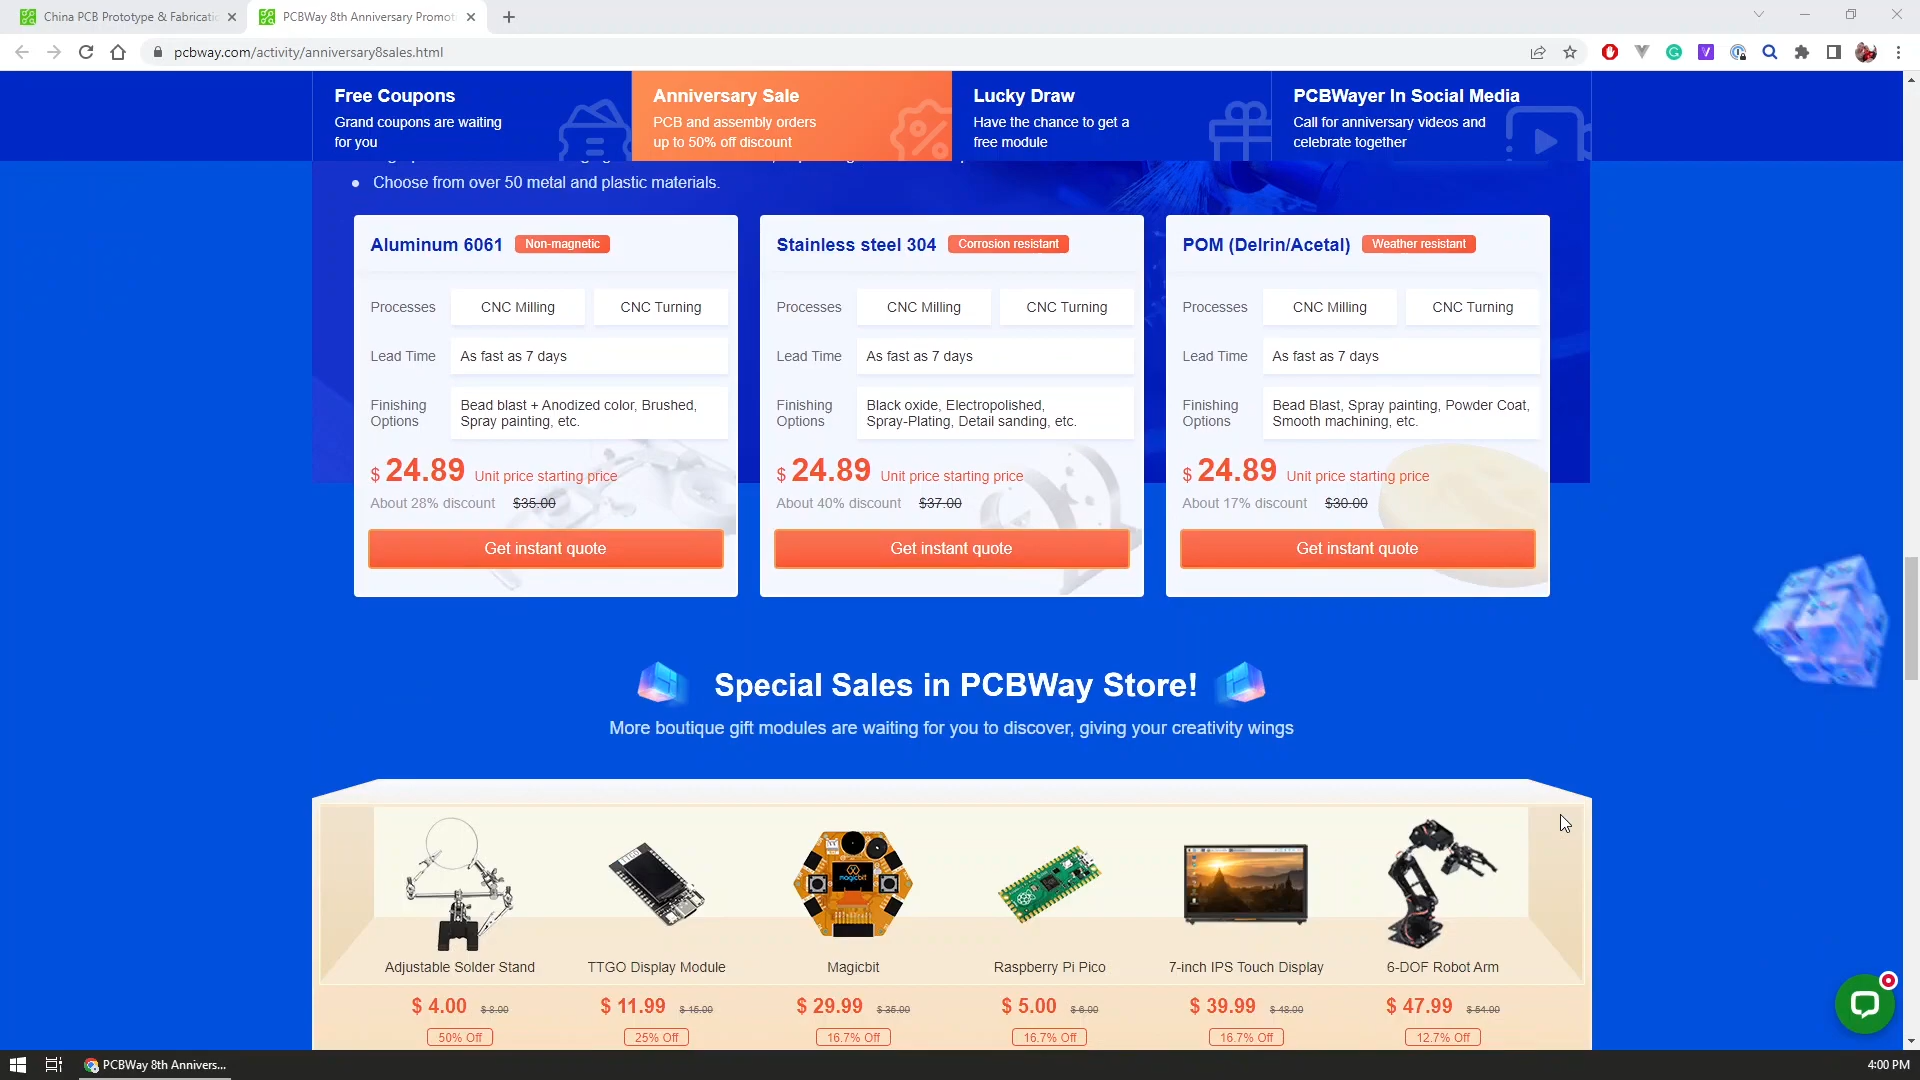 China PCB Prototype & Fabricatio
PCBWay 8th Anniversary Promoti
pcbway.com/activity/anniversary8sales.html
Free Coupons
Grand coupons are waiting
for you
Anniversary Sale
PCB and assembly orders
up to 50% off discount
Lucky Draw
Have the chance to get a
free module
PCBWayer In Social Media
Call for anniversary videos and
celebrate together
Choose from over 50 metal and plastic materials.
Aluminum 6061 Non-magnetic
Processes CNC Milling CNC Turning
Lead Time As fast as 7 days
Finishing Options
Bead blast + Anodized color, Brushed,
Spray painting, etc.
$ 24.89 Unit price starting price
About 28% discount $35.00
Get instant quote
Stainless steel 304 Corrosion resistant
Processes CNC Milling CNC Turning
Lead Time As fast as 7 days
Finishing Options
Black oxide, Electropolished,
Spray-Plating, Detail sanding, etc.
$ 24.89 Unit price starting price
About 40% discount $37.00
Get instant quote
POM (Delrin/Acetal) Weather resistant
Processes CNC Milling CNC Turning
Lead Time As fast as 7 days
Finishing Options
Bead Blast, Spray painting, Powder Coat,
Smooth machining, etc.
$ 24.89 Unit price starting price
About 17% discount $30.00
Get instant quote
Special Sales in PCBWay Store!
More boutique gift modules are waiting for you to discover, giving your creativity wings
TTGO
magicbit
Adjustable Solder Stand
TTGO Display Module
Magicbit
Raspberry Pi Pico
7-inch IPS Touch Display
6-DOF Robot Arm
$ 4.00 $ 8.00
$ 11.99 $ 15.99
$ 29.99 $ 35.99
$ 5.00 $ 6.00
$ 39.99 $ 48.00
$ 47.99 $ 54.99
50% Off
25% Off
16.7% Off
16.7% Off
16.7% Off
12.7% Off
PCBWay 8th Annivers...
4:00 PM